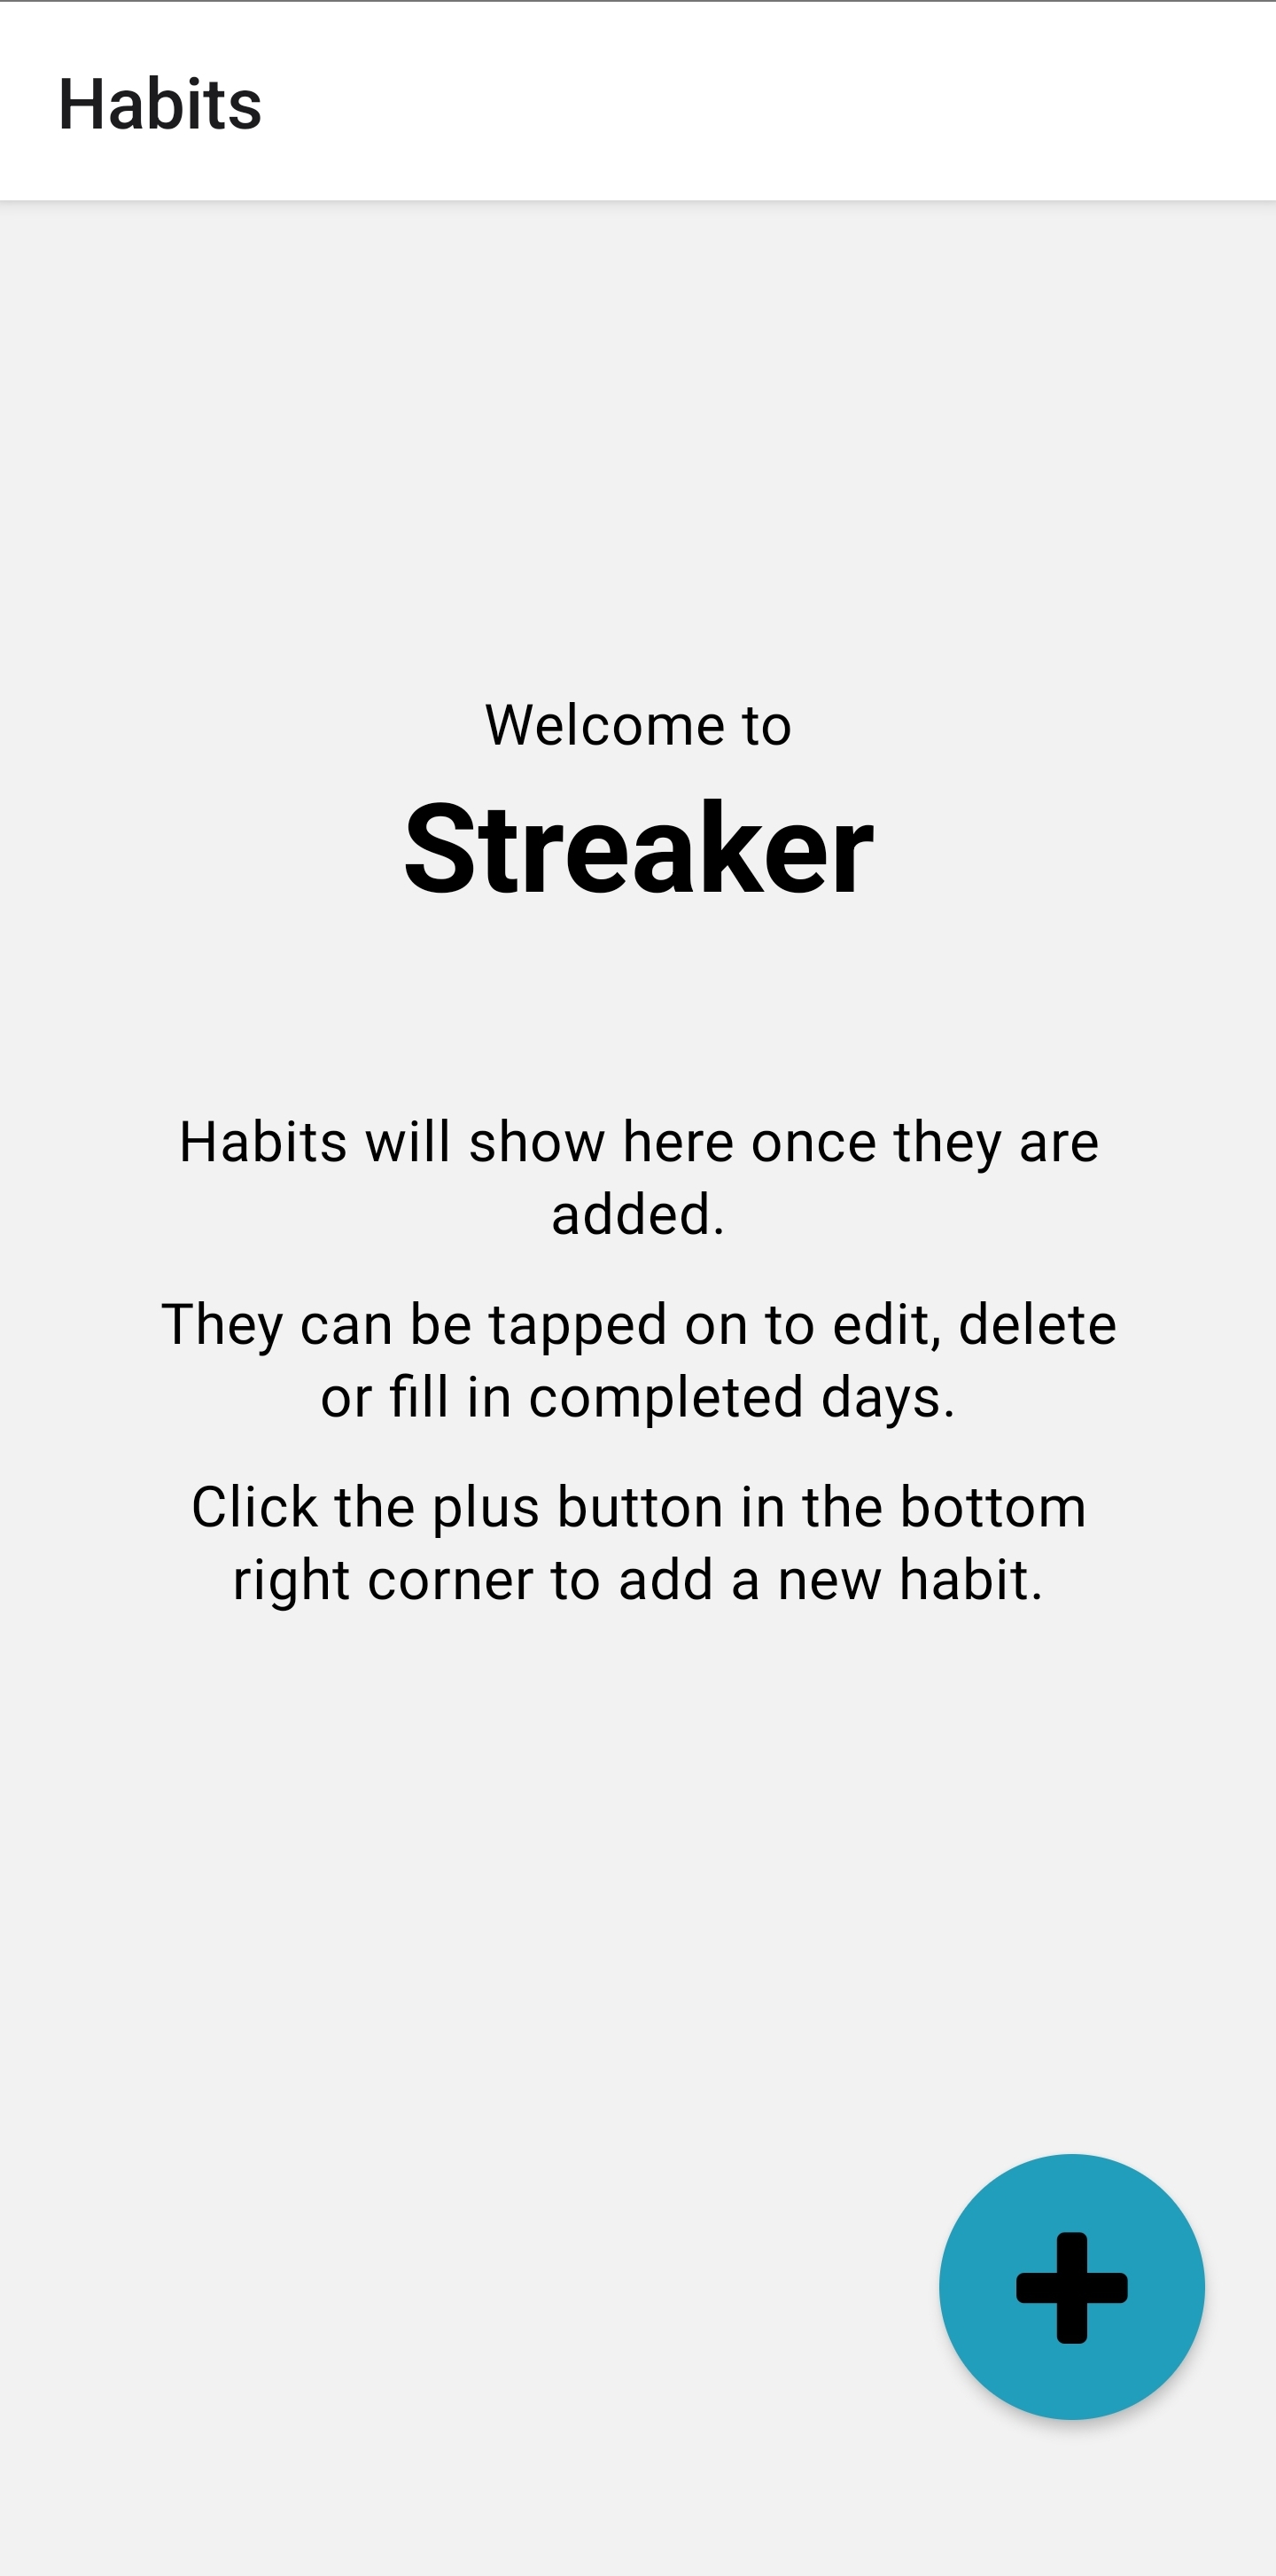 Habits
Welcome to
Streaker
Habits will show here once they are
added.
They can be tapped on to edit, delete
or fill in completed days.
Click the plus button in the bottom
right corner to add a new habit.